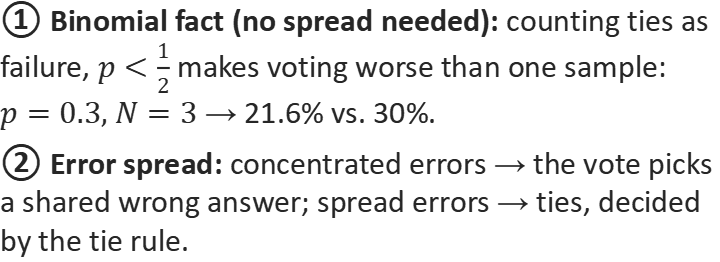 ① Binomial fact (no spread needed): counting ties as
failure, p < 1/2 makes voting worse than one sample:
p = 0.3, N = 3 → 21.6% vs. 30%.
② Error spread: concentrated errors → the vote picks
a shared wrong answer; spread errors → ties, decided
by the tie rule.